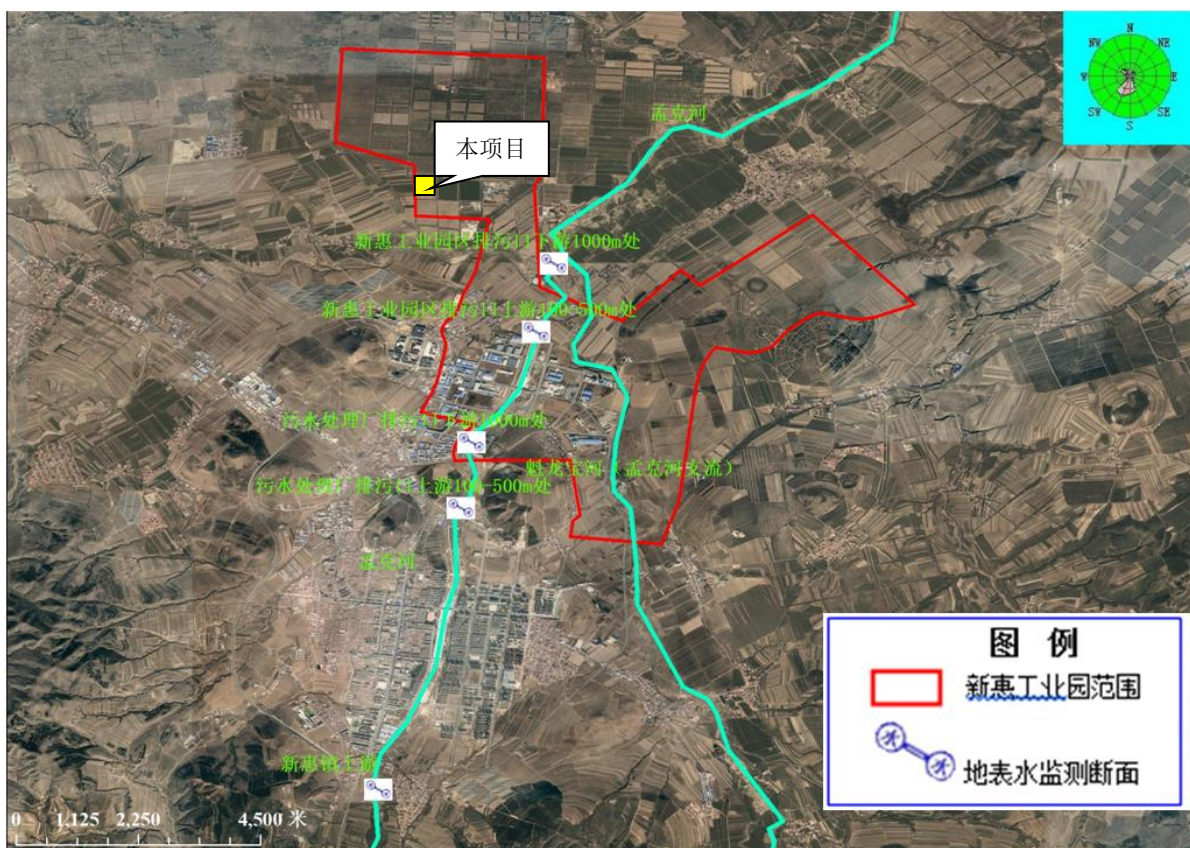 N
NW
NE
W
E
SW
SE
S
孟克河
本项目
新惠工业园区排污口下游1000m处
新惠工业园区排污口上游100-500m处
污水处理厂排污口下游1000m处
魁龙宝河（孟克河支流）
污水处理厂排污口上游100-500m处
孟克河
新惠镇上游
0 1,125 2,250 4,500 米
图 例
新惠工业园范围
地表水监测断面